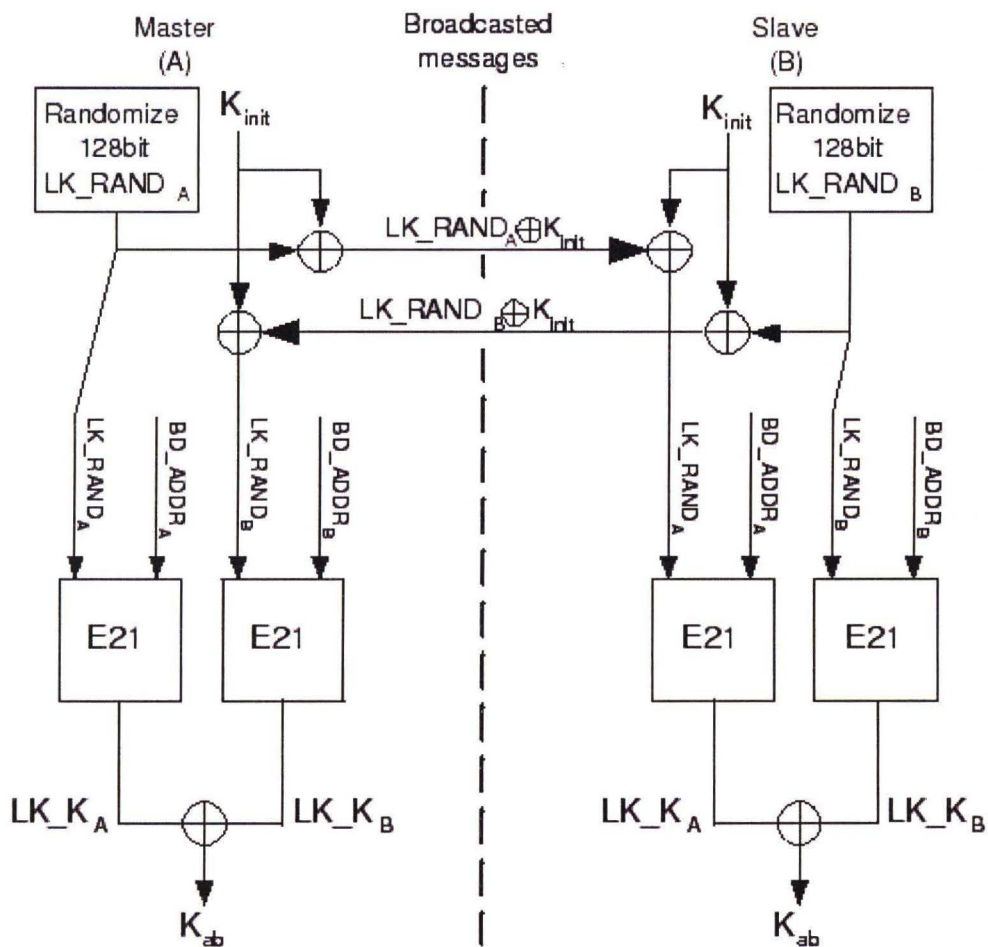 Master
(A)
Broadcasted
messages
Slave
(B)
Randomize
128bit
LK_RAND A
K init
K init
Randomize
128bit
LK_RAND B
LK_RAND A ⊕ K init
LK_RAND B ⊕ K init
LK_RAND A
BD_ADDR A
LK_RAND B
BD_ADDR B
LK_RAND A
BD_ADDR A
LK_RAND B
BD_ADDR B
E21
E21
E21
E21
LK_K A
LK_K B
LK_K A
LK_K B
K ab
K ab